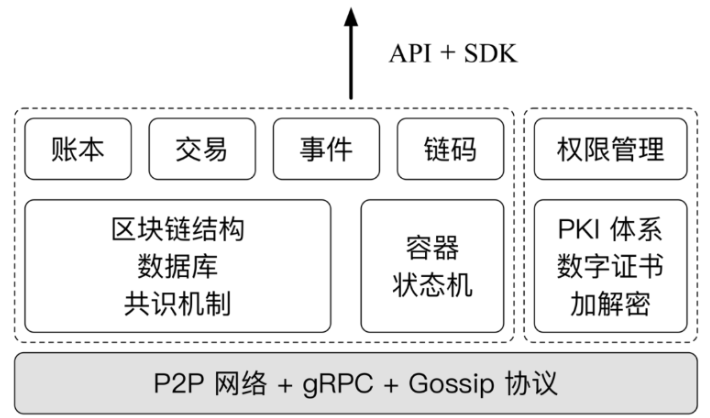 API + SDK
账本
交易
事件
链码
权限管理
区块链结构
数据库
共识机制
容器
状态机
PKI 体系
数字证书
加解密
P2P 网络 + gRPC + Gossip 协议